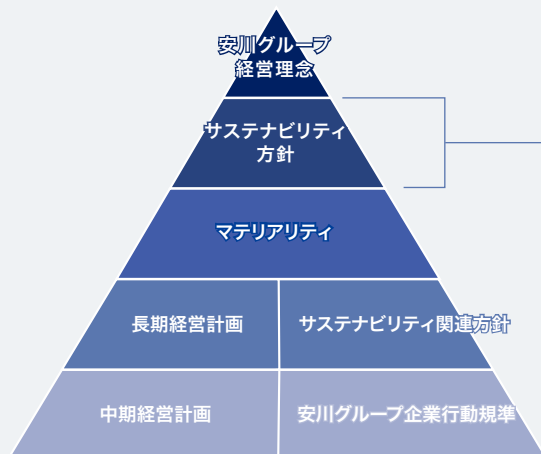 安川グループ
経営理念
サステナビリティ
方針
マテリアリティ
長期経営計画
サステナビリティ関連方針
中期経営計画
安川グループ企業行動規準